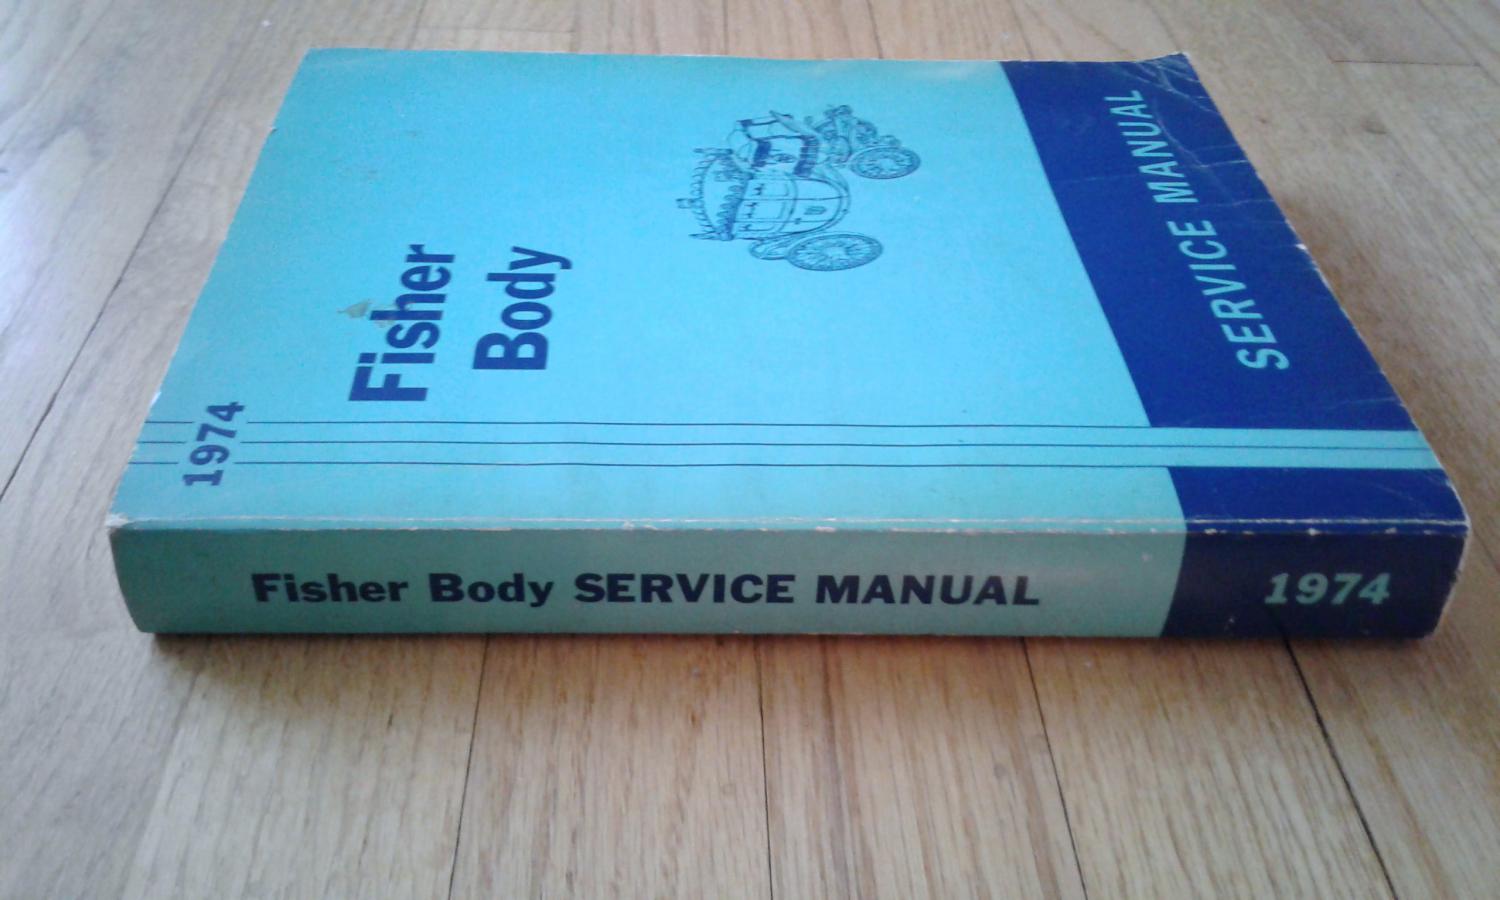 1974
Fisher
Body
SERVICE MANUAL
Fisher Body SERVICE MANUAL
1974